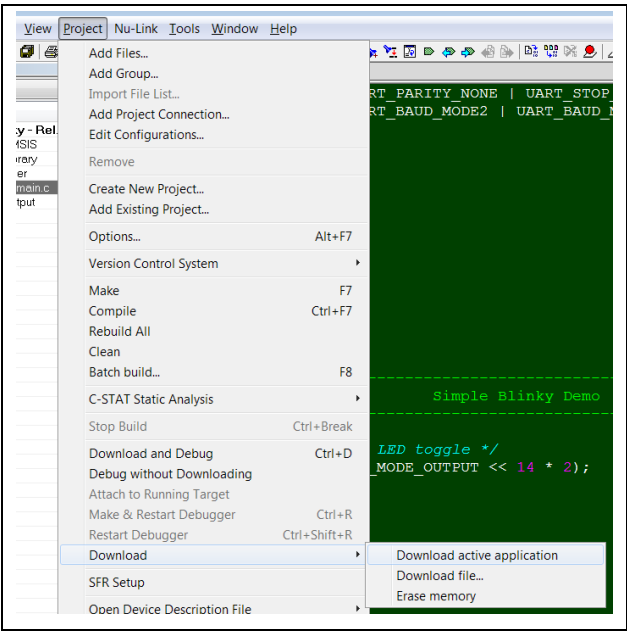 View Project Nu-Link Tools Window Help
Add Files...
Add Group...
Import File List...
Add Project Connection...
Edit Configurations...
Remove
Create New Project...
Add Existing Project...
Options... Alt+F7
Version Control System
Make F7
Compile Ctrl+F7
Rebuild All
Clean
Batch build... F8
C-STAT Static Analysis
Stop Build Ctrl+Break
Download and Debug Ctrl+D
Debug without Downloading
Attach to Running Target
Make & Restart Debugger Ctrl+R
Restart Debugger Ctrl+Shift+R
Download
SFR Setup
Open Device Description File
Download active application
Download file...
Erase memory
y - Rel
main.c
RT_PARITY_NONE | UART_STOP
RT_BAUD_MODE2 | UART_BAUD_M
Simple Blinky Demo
LED toggle */
_MODE_OUTPUT << 14 * 2);